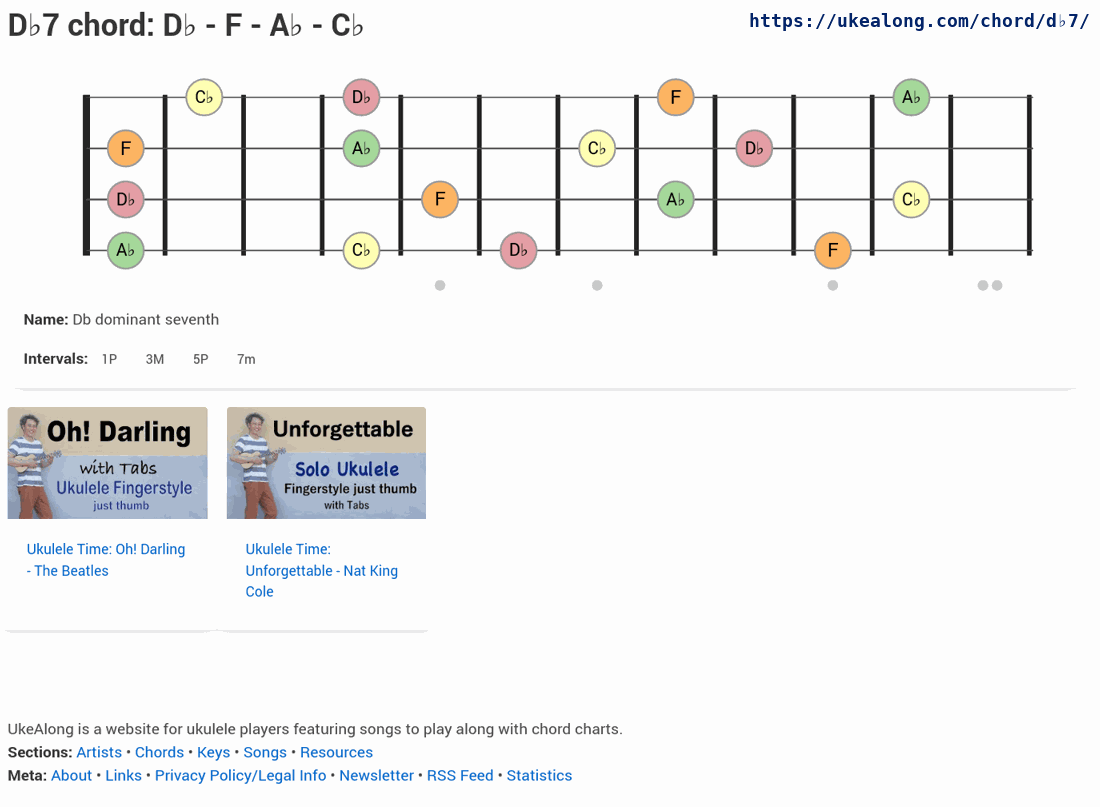 D♭7 chord: D♭ - F - A♭ - C♭
https://ukealong.com/chord/d♭7/
C♭ D♭ F A♭
F A♭ C♭ D♭
D♭ F A♭ C♭
A♭ C♭ D♭ F
Name: Db dominant seventh
Intervals: 1P 3M 5P 7m
Oh! Darling
with Tabs
Ukulele Fingerstyle
just thumb
Unforgettable
Solo Ukulele
Fingerstyle just thumb
with Tabs
Ukulele Time: Oh! Darling
- The Beatles
Ukulele Time:
Unforgettable - Nat King
Cole
UkeAlong is a website for ukulele players featuring songs to play along with chord charts.
Sections: Artists • Chords • Keys • Songs • Resources
Meta: About • Links • Privacy Policy/Legal Info • Newsletter • RSS Feed • Statistics